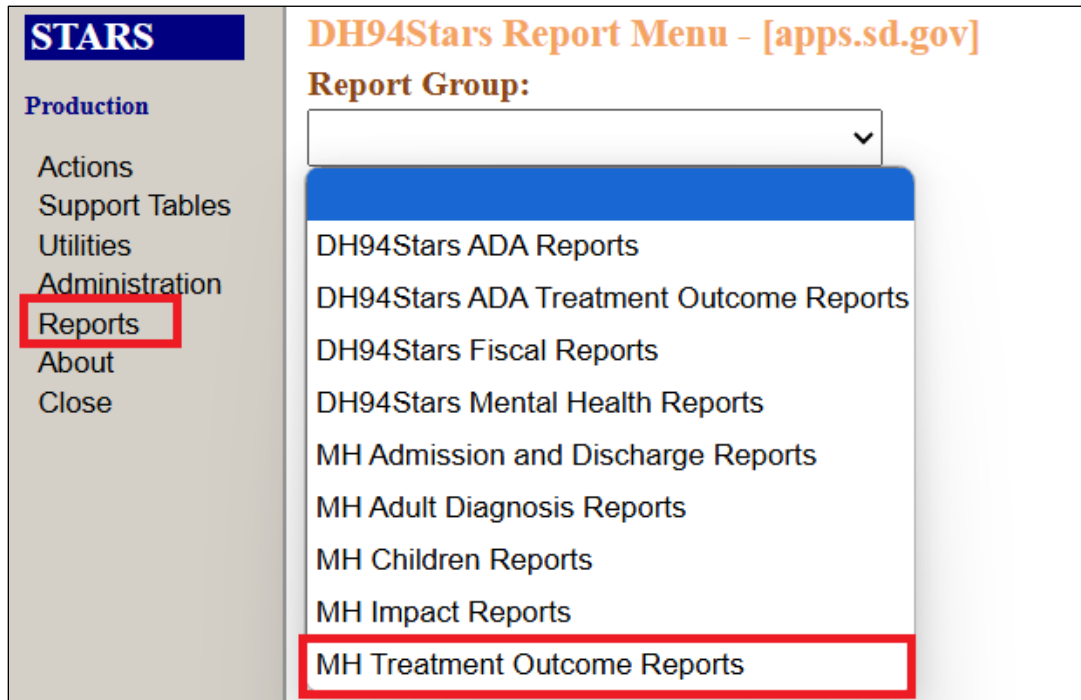 STARS
Production
Actions
Support Tables
Utilities
Administration
Reports
About
Close
DH94Stars Report Menu - [apps.sd.gov]
Report Group:
DH94Stars ADA Reports
DH94Stars ADA Treatment Outcome Reports
DH94Stars Fiscal Reports
DH94Stars Mental Health Reports
MH Admission and Discharge Reports
MH Adult Diagnosis Reports
MH Children Reports
MH Impact Reports
MH Treatment Outcome Reports